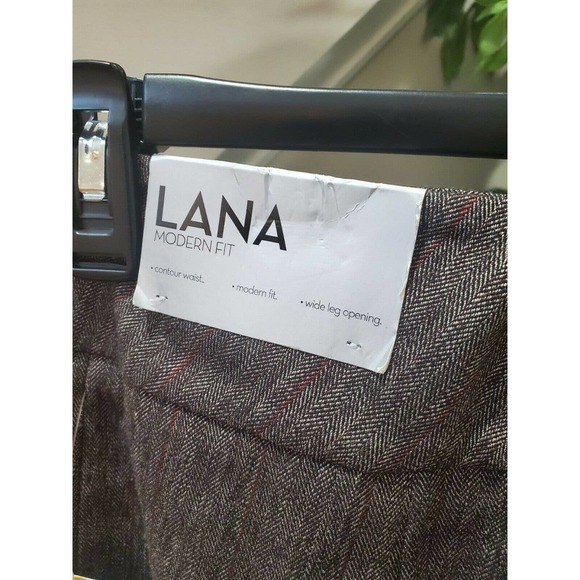 LANA
MODERN FIT
• contour waist.
• modern fit.
• wide leg opening.